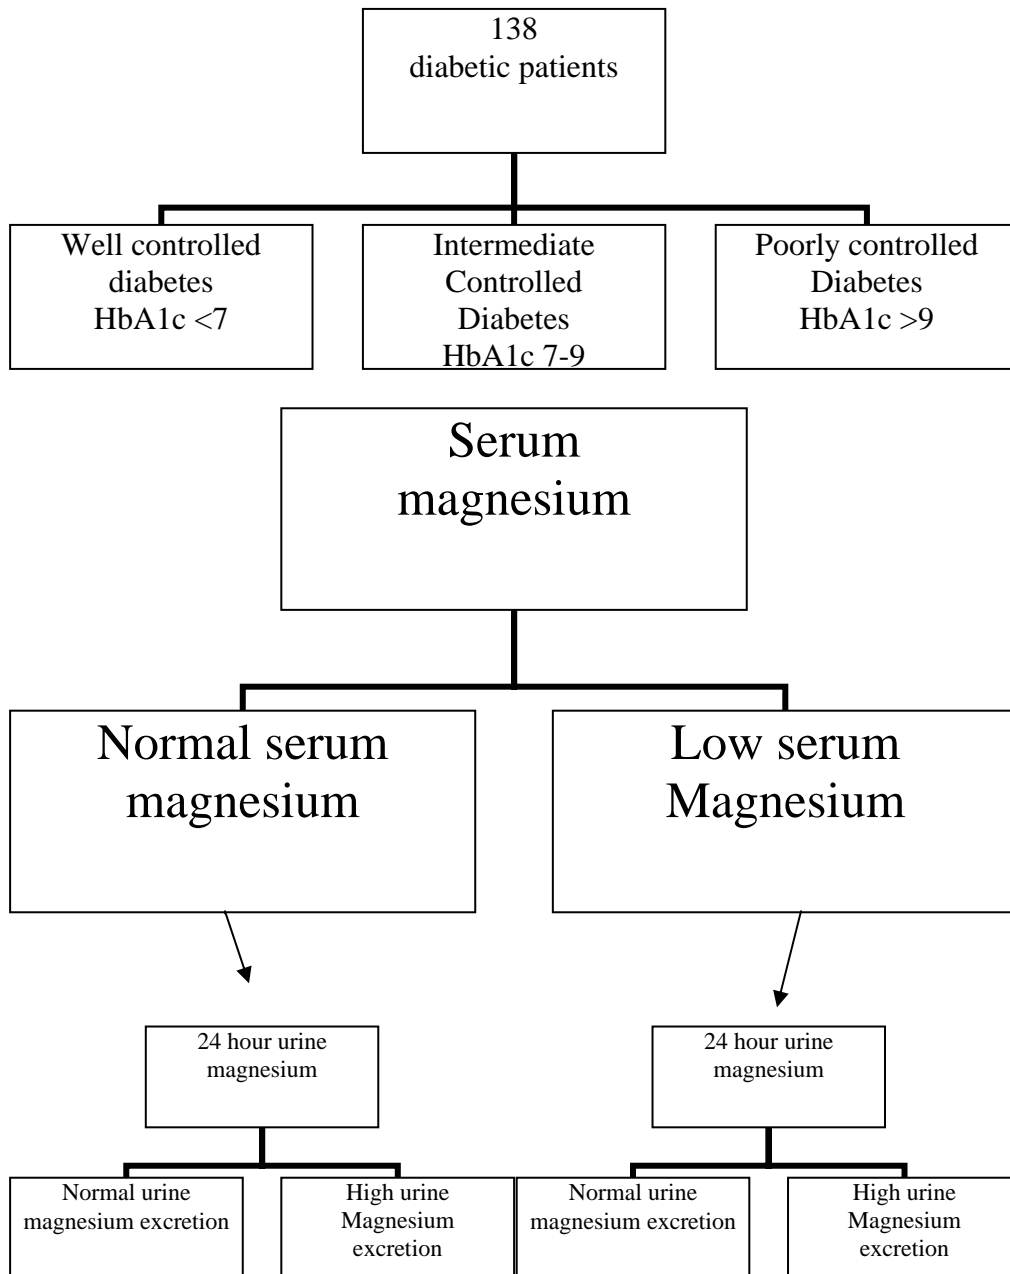 138
diabetic patients
Well controlled
diabetes
HbA1c <7
Intermediate
Controlled
Diabetes
HbA1c 7-9
Poorly controlled
Diabetes
HbA1c >9
Serum
magnesium
Normal serum
magnesium
Low serum
Magnesium
24 hour urine
magnesium
24 hour urine
magnesium
Normal urine
magnesium excretion
High urine
Magnesium
excretion
Normal urine
magnesium excretion
High urine
Magnesium
excretion